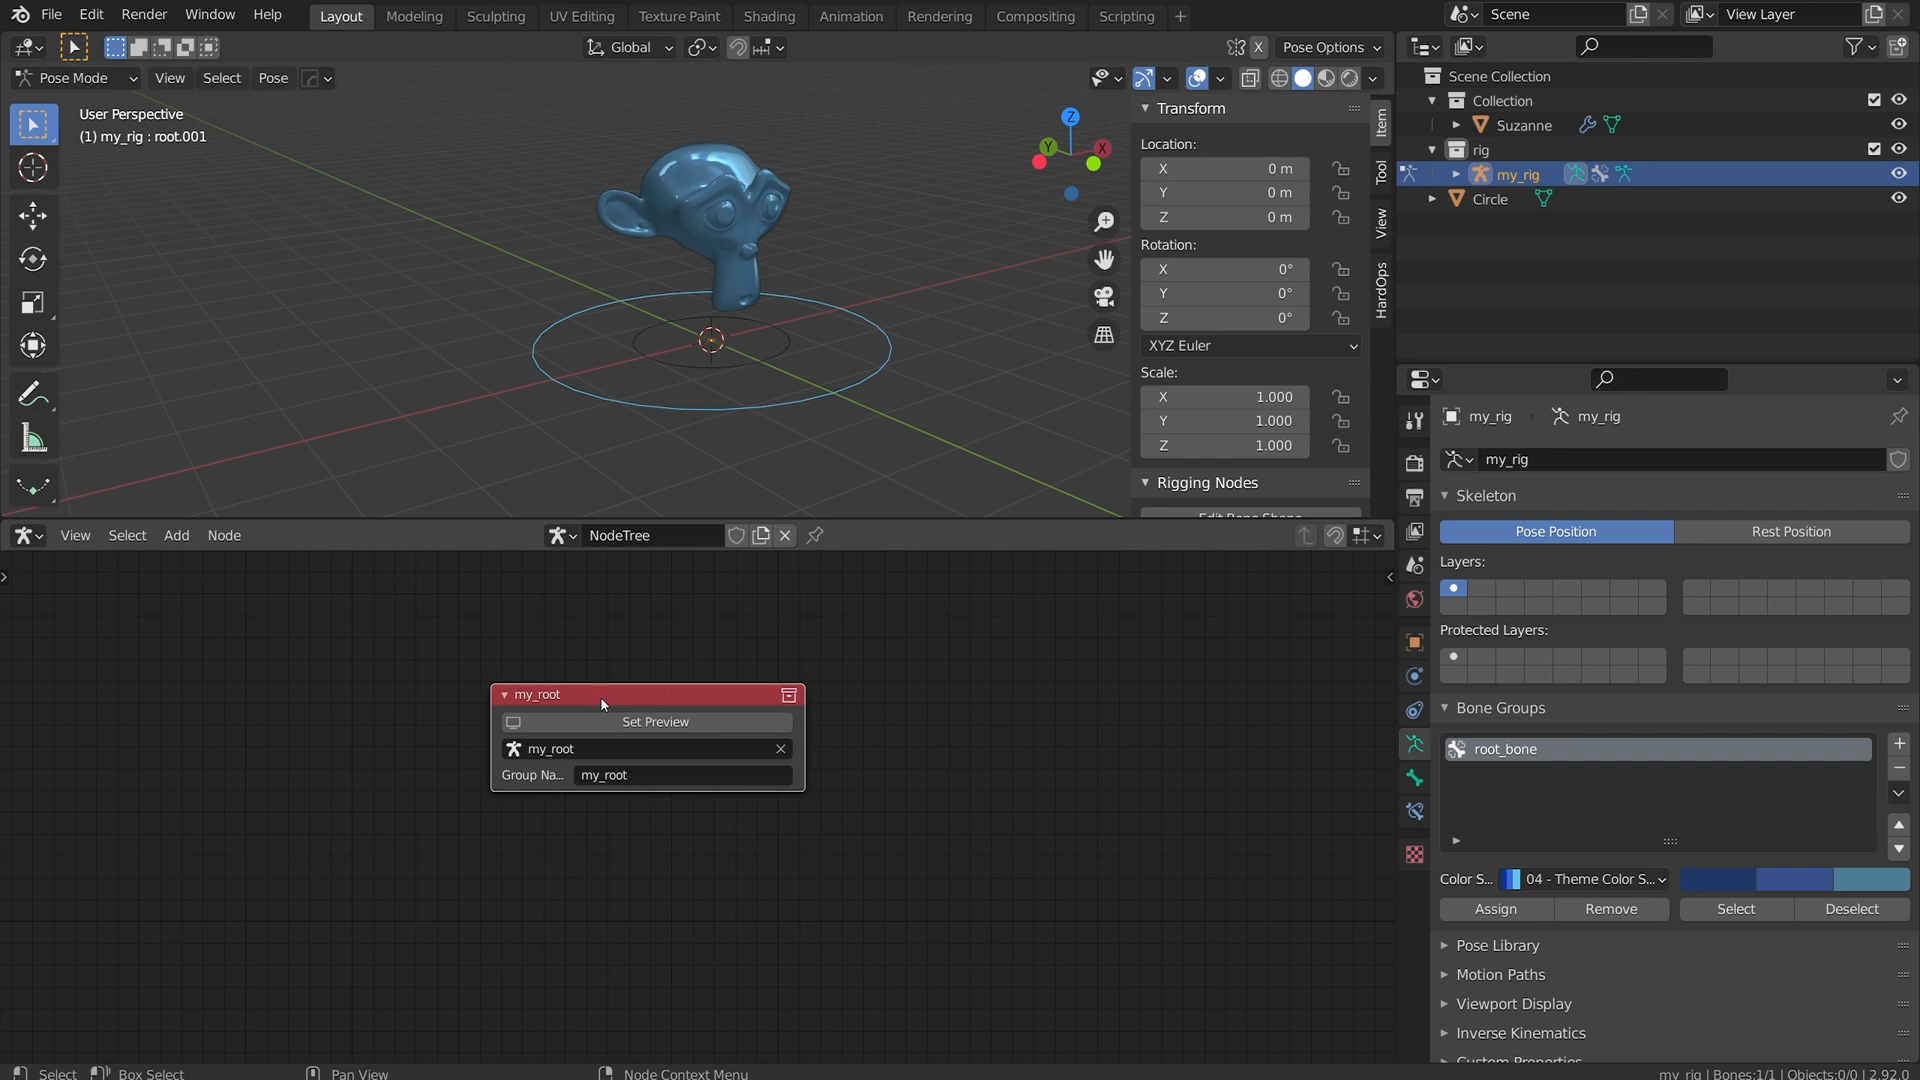 File Edit Render Window Help Layout Modeling Sculpting UV Editing Texture Paint Shading Animation Rendering Compositing Scripting + Scene View Layer
Global X Pose Options
Pose Mode View Select Pose
User Perspective
(1) my_rig : root.001
Z
Y
X
Transform
Location:
X 0 m
Y 0 m
Z 0 m
Rotation:
X 0°
Y 0°
Z 0°
XYZ Euler
Scale:
X 1.000
Y 1.000
Z 1.000
Rigging Nodes
Edit Bone Shape
Item
Tool
View
HardOps
Scene Collection
Collection
Suzanne
rig
my_rig
Circle
View Select Add Node NodeTree
my_root
Set Preview
my_root
Group Na... my_root
my_rig my_rig
my_rig
Skeleton
Pose Position Rest Position
Layers:
Protected Layers:
Bone Groups
root_bone
Color S... 04 - Theme Color S...
Assign Remove Select Deselect
Pose Library
Motion Paths
Viewport Display
Inverse Kinematics
Custom Properties
Select Box Select Pan View Node Context Menu my_rig | Bones:1/1 | Objects:0/0 | 2.92.0